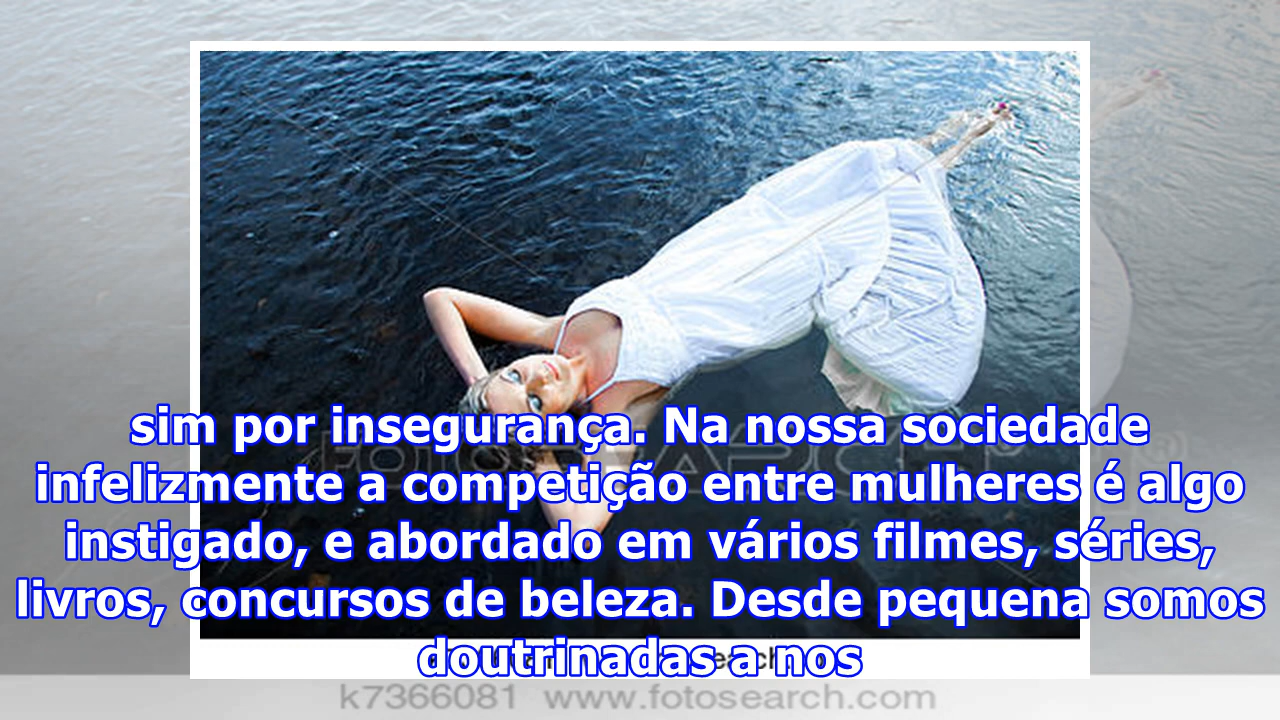 sim por insegurança. Na nossa sociedade
infelizmente a competição entre mulheres é algo
instigado, e abordado em vários filmes, séries,
livros, concursos de beleza. Desde pequena somos
doutrinadas a nos
k7366081 www.fotosearch.com